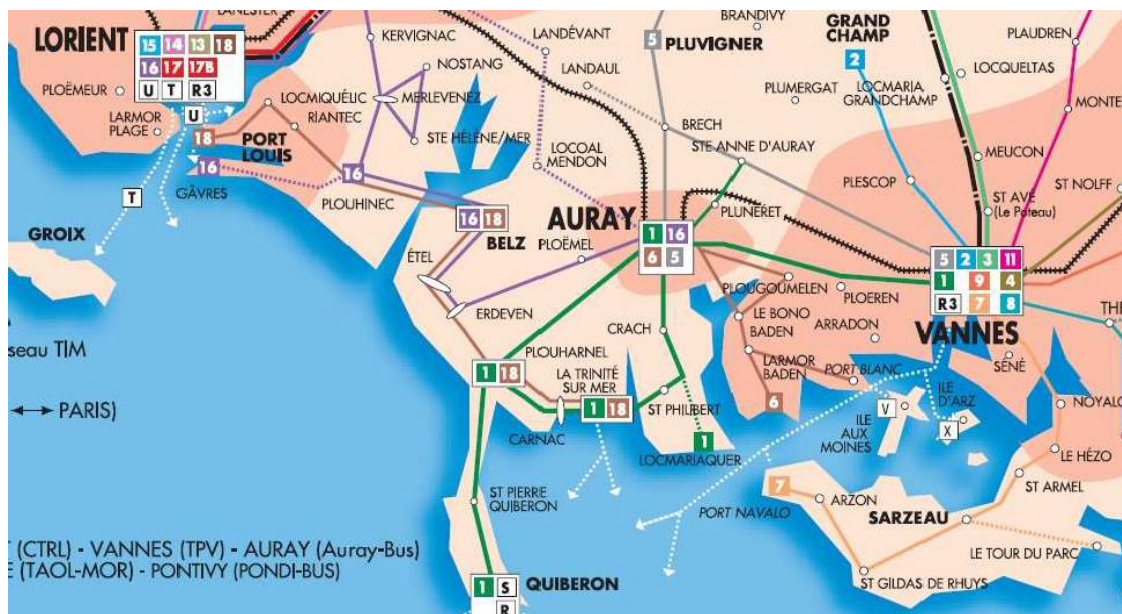 LANESTER
LORIENT
15 14 13 18
16 17 17B
U T R3
U
PLOËMEUR
LARMOR
PLAGE
18
PORT
LOUIS
LOCMIQUÉLIC
RIANTEC
16
GÂVRES
T
GROIX
KERVIGNAC
NOSTANG
MERLEVENEZ
STE HÉLÈNE/MER
16
PLOUHINEC
LANDÉVANT
LANDAUL
LOCOAL
MENDON
16 18
BELZ
ÉTEL
ERDEVEN
PLOËMEL
AURAY
1 16
6 5
5
PLUVIGNER
BRANDIVY
BRECH
STE ANNE D'AURAY
PLUNERET
PLUMERGAT
GRAND
CHAMP
2
LOCMARIA
GRANDCHAMP
LOCQUELTAS
PLAUDREN
MONTE
MEUCON
PLESCOP
ST AVÉ
(Le Poteau)
ST NOLFF
5 2 3 11
1 9 4
R3 7 8
VANNES
THE
PLOUGOUMELEN
PLOEREN
LE BONO
BADEN
ARRADON
LARMOR
BADEN
PORT BLANC
6
SÉNÉ
ILE
D'ARZ
V
X
ILE
AUX
MOINES
NOYALO
LE HÉZO
ST ARMEL
CRACH
PLOUHARNEL
1 18
LA TRINITÉ
SUR MER
1 18
CARNAC
ST PHILIBERT
1
LOCMARIAQUER
ST PIERRE
QUIBERON
1 S
R
QUIBERON
PORT NAVALO
7
ARZON
SARZEAU
LE TOUR DU PARC
ST GILDAS DE RHUYS
seau TIM
↔ PARIS)
(CTRL) - VANNES (TPV) - AURAY (Auray-Bus)
E (TAOL-MOR) - PONTIVY (PONDI-BUS)